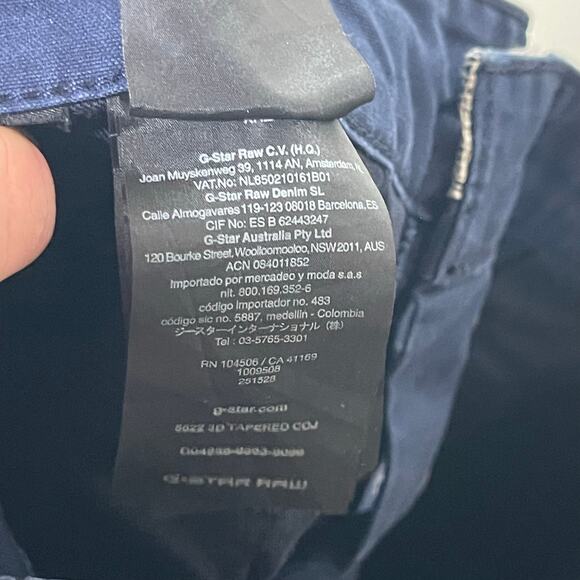 G-Star Raw C.V. (H.Q.)
Joan Muyskenweg 39, 1114 AN, Amsterdam, NL
VAT.No: NL850210161B01
G-Star Raw Denim SL
Calle Almogavares 119-123 08018 Barcelona, ES
CIF No: ES B 62443247
G-Star Australia Pty Ltd
120 Bourke Street, Woolloomooloo, NSW2011, AUS
ACN 084011852
Importado por mercadeo y moda s.a.s
nit. 800.169.352-6
código importador no. 483
código sic no. 5887, medellin - Colombia
ジースターインターナショナル (株)
Tel : 03-5765-3301
RN 104506 / CA 41169
1009508
251528
g-star.com
5622 3D TAPERED COJ
G-STAR RAW